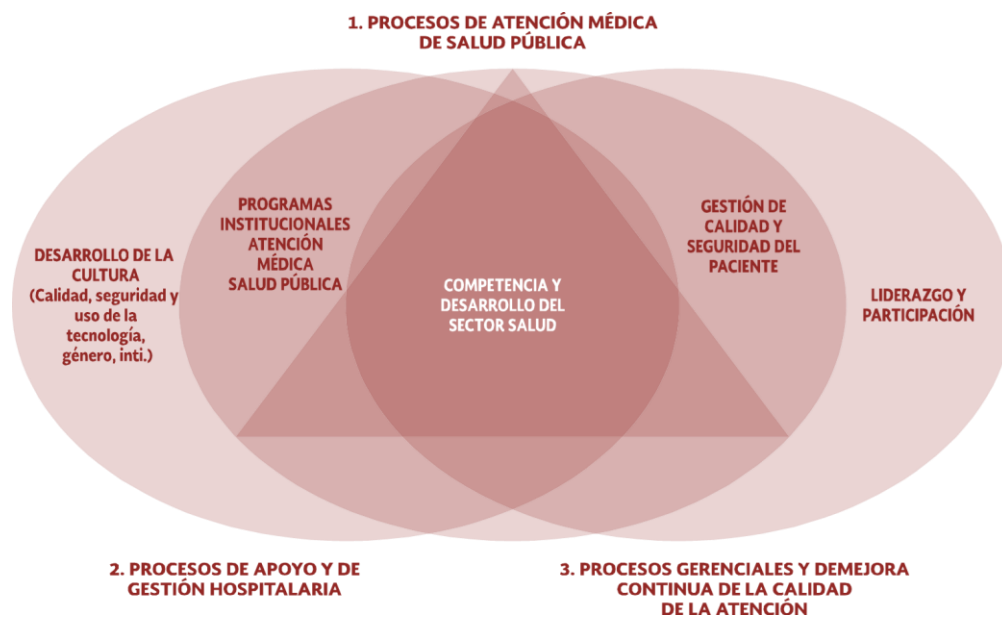 1. PROCESOS DE ATENCIÓN MÉDICA
DE SALUD PÚBLICA
DESARROLLO DE LA
CULTURA
(Calidad, seguridad y
uso de la
tecnología,
género, inti.)
PROGRAMAS
INSTITUCIONALES
ATENCIÓN
MÉDICA
SALUD PÚBLICA
COMPETENCIA Y
DESARROLLO DEL
SECTOR SALUD
GESTIÓN DE
CALIDAD Y
SEGURIDAD DEL
PACIENTE
LIDERAZGO Y
PARTICIPACIÓN
2. PROCESOS DE APOYO Y DE
GESTIÓN HOSPITALARIA
3. PROCESOS GERENCIALES Y DEMEJORA
CONTINUA DE LA CALIDAD
DE LA ATENCIÓN